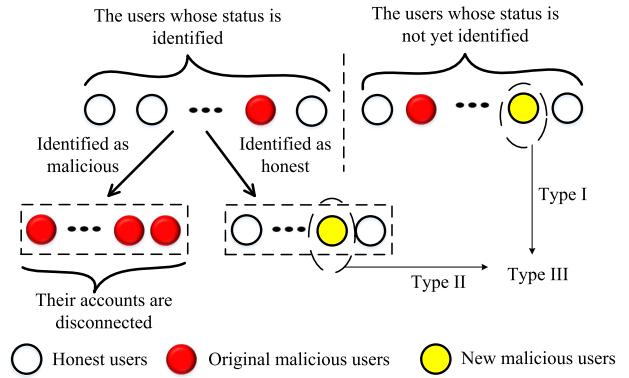 The users whose status is
identified
The users whose status is
not yet identified
Identified as
malicious
Identified as
honest
Type I
Type II
Type III
Their accounts are
disconnected
Honest users
Original malicious users
New malicious users